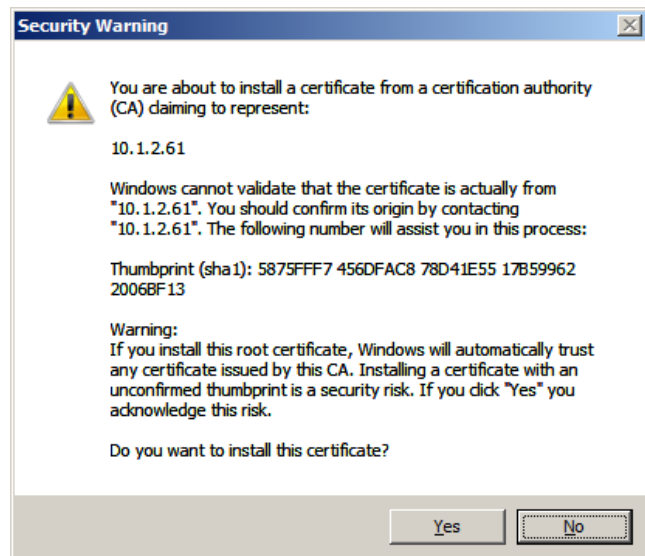 Security Warning
You are about to install a certificate from a certification authority
(CA) claiming to represent:
10.1.2.61
Windows cannot validate that the certificate is actually from
"10.1.2.61". You should confirm its origin by contacting
"10.1.2.61". The following number will assist you in this process:
Thumbprint (sha1): 5875FFF7 456DFAC8 78D41E55 17B59962
2006BF13
Warning:
If you install this root certificate, Windows will automatically trust
any certificate issued by this CA. Installing a certificate with an
unconfirmed thumbprint is a security risk. If you click "Yes" you
acknowledge this risk.
Do you want to install this certificate?
Yes No